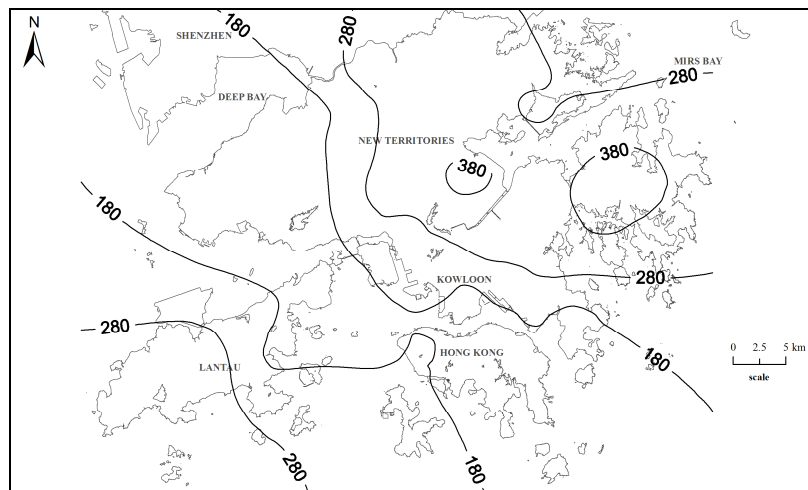 N
180
280
SHENZHEN
MIRS BAY
280
DEEP BAY
NEW TERRITORIES
380
380
180
KOWLOON
280
280
HONG KONG
180
LANTAU
0 2.5 5 km
scale
280
180